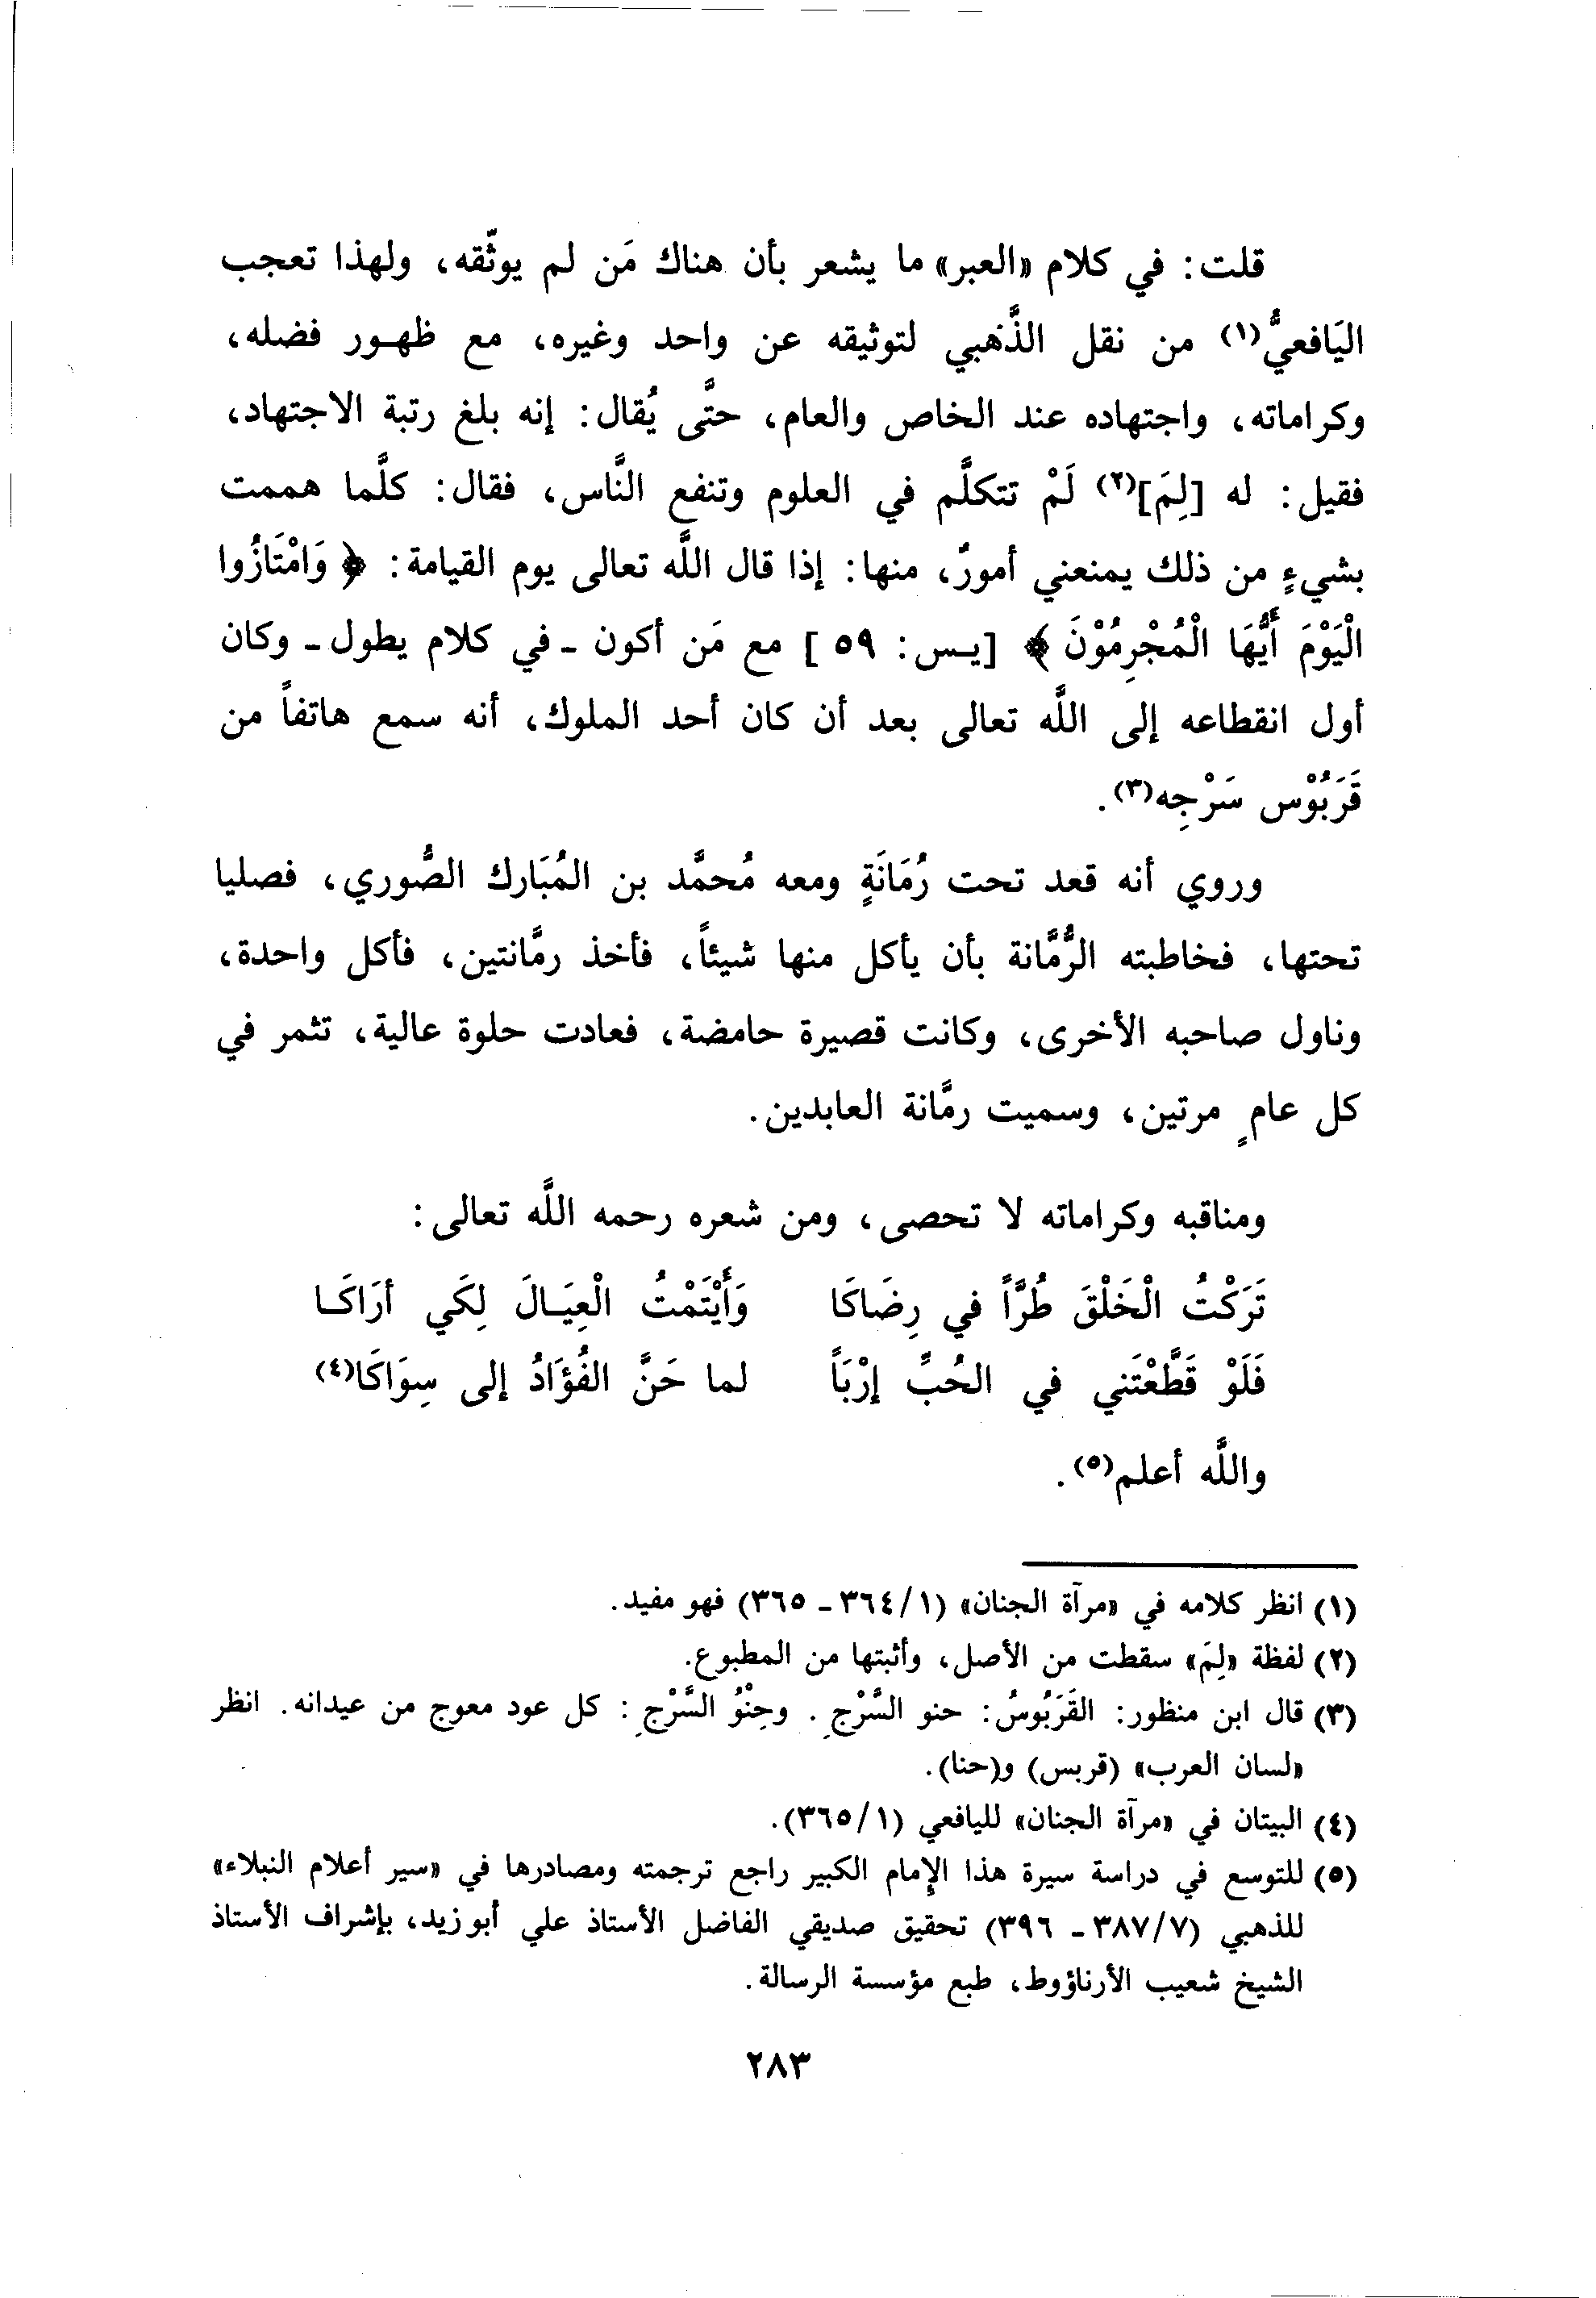 قلت: في كلام «العبر» ما يشعر بأن هناك مَن لم يوثّقه، ولهذا تعجب
اليَافعيُّ(١) من نقل الذَّهبي لتوثيقه عن واحد وغيره، مع ظهـور فضله،
وكراماته، واجتهاده عند الخاص والعام، حتَّى يُقال: إنه بلغ رتبة الاجتهاد،
فقيل: له [لِمَ](٢) لَمْ تتكلَّم في العلوم وتنفع النَّاس، فقال: كلَّما هممت
بشيءٍ من ذلك يمنعني أمورٌ، منها: إذا قال اللَّه تعالى يوم القيامة: ﴿ وَامْتَازُوا
الْيَوْمَ أَيُّهَا الْمُجْرِمُوْنَ ﴾ [يـس: ٥٩] مع مَن أكون ـ في كلام يطول ـ وكان
أول انقطاعه إلى اللَّه تعالى بعد أن كان أحد الملوك، أنه سمع هاتفاً من
قَرَبُوْس سَرْجِه(٣).
وروي أنه قعد تحت رُمَانَةٍ ومعه مُحمَّد بن المُبَارك الصُّوري، فصليا
تحتها، فخاطبته الرُّمَّانة بأن يأكل منها شيئاً، فأخذ رمَّانتين، فأكل واحدة،
وناول صاحبه الأخرى، وكانت قصيرة حامضة، فعادت حلوة عالية، تثمر في
كل عامٍ مرتين، وسميت رمَّانة العابدين.
ومناقبه وكراماته لا تحصى، ومن شعره رحمه اللَّه تعالى:
تَرَكْتُ الْخَلْقَ طُرَّاً في رِضَاكَا وَأَيْتَمْتُ الْعِيَـالَ لِكَي أرَاكَـا
فَلَوْ قَطَّعْتَني في الحُبِّ إرْبَاً لما حَنَّ الفُؤَادُ إلى سِوَاكَا(٤)
واللَّه أعلم(٥).
(١) انظر كلامه في «مرآة الجنان» (١/ ٣٦٤ ـ ٣٦٥) فهو مفيد.
(٢) لفظة «لِمَ» سقطت من الأصل، وأثبتها من المطبوع.
(٣) قال ابن منظور: القَرَبُوسُ: حنو السَّرْجِ. وحِنْوُ السَّرْجِ: كل عود معوج من عيدانه. انظر
«لسان العرب» (قربس) و(حنا).
(٤) البيتان في «مرآة الجنان» لليافعي (١/ ٣٦٥).
(٥) للتوسع في دراسة سيرة هذا الإمام الكبير راجع ترجمته ومصادرها في «سير أعلام النبلاء»
للذهبي (٧/ ٣٨٧ ـ ٣٩٦) تحقيق صديقي الفاضل الأستاذ علي أبو زيد، بإشراف الأستاذ
الشيخ شعيب الأرناؤوط، طبع مؤسسة الرسالة.
٢٨٣